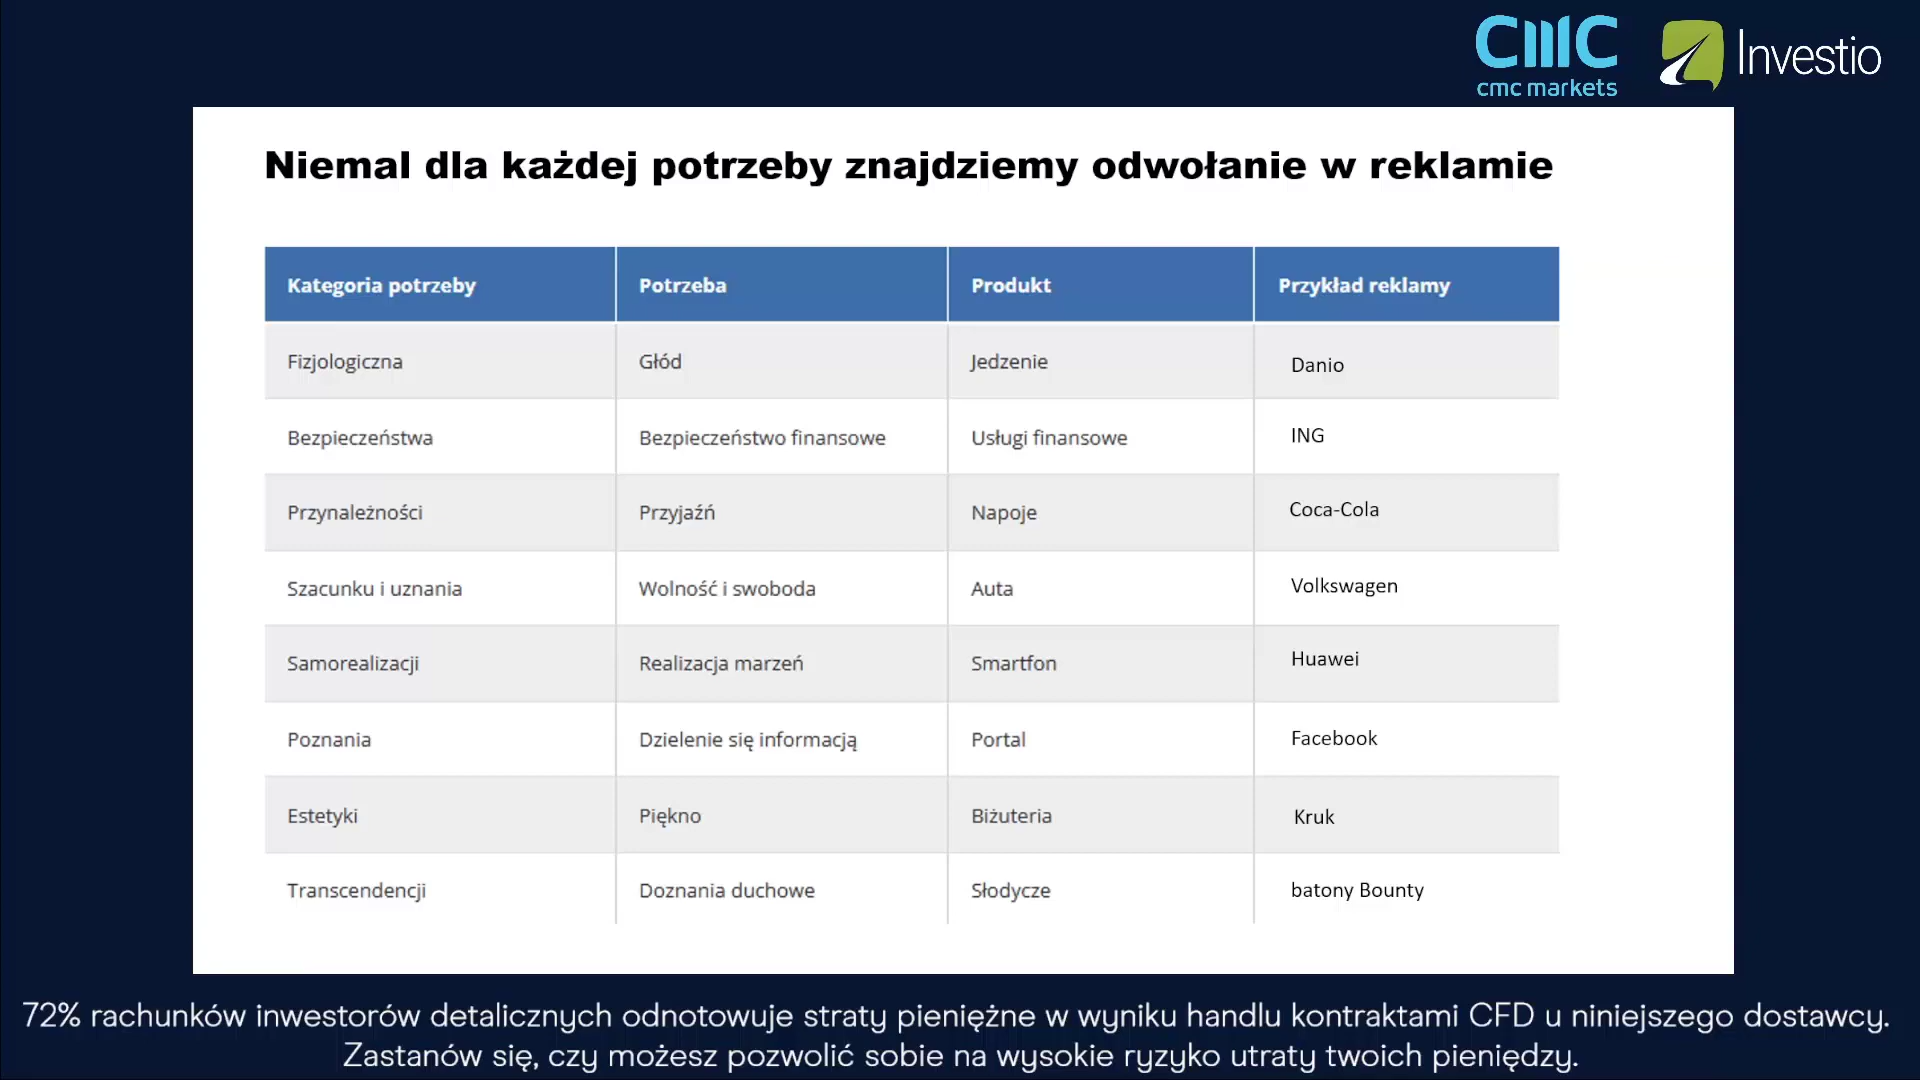 CMC
cmc markets
Investio
Niemal dla każdej potrzeby znajdziemy odwołanie w reklamie
Kategoria potrzeby Potrzeba Produkt Przykład reklamy
Fizjologiczna Głód Jedzenie Danio
Bezpieczeństwa Bezpieczeństwo finansowe Usługi finansowe ING
Przynależności Przyjaźń Napoje Coca-Cola
Szacunku i uznania Wolność i swoboda Auta Volkswagen
Samorealizacji Realizacja marzeń Smartfon Huawei
Poznania Dzielenie się informacją Portal Facebook
Estetyki Piękno Biżuteria Kruk
Transcendencji Doznania duchowe Słodycze batony Bounty
72% rachunków inwestorów detalicznych odnotowuje straty pieniężne w wyniku handlu kontraktami CFD u niniejszego dostawcy.
Zastanów się, czy możesz pozwolić sobie na wysokie ryzyko utraty twoich pieniędzy.